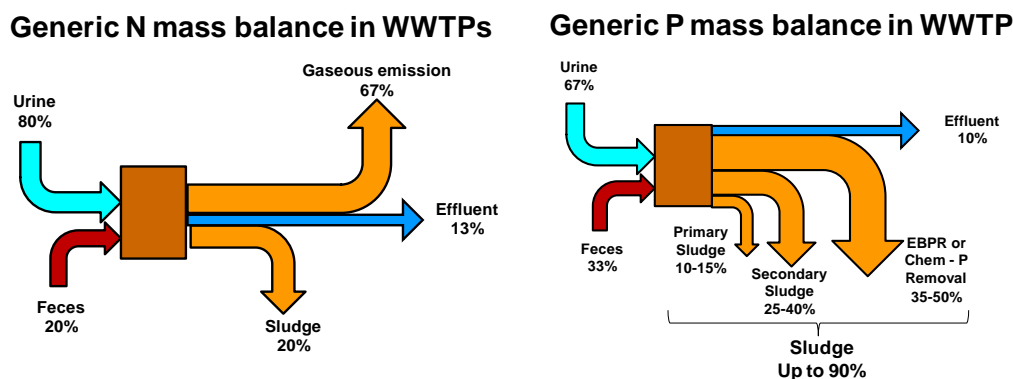 Generic N mass balance in WWTPs
Gaseous emission
67%
Urine
80%
Effluent
13%
Feces
20%
Sludge
20%
Generic P mass balance in WWTP
Urine
67%
Effluent
10%
Feces
33%
Primary
Sludge
10-15%
Secondary
Sludge
25-40%
EBPR or
Chem - P
Removal
35-50%
Sludge
Up to 90%